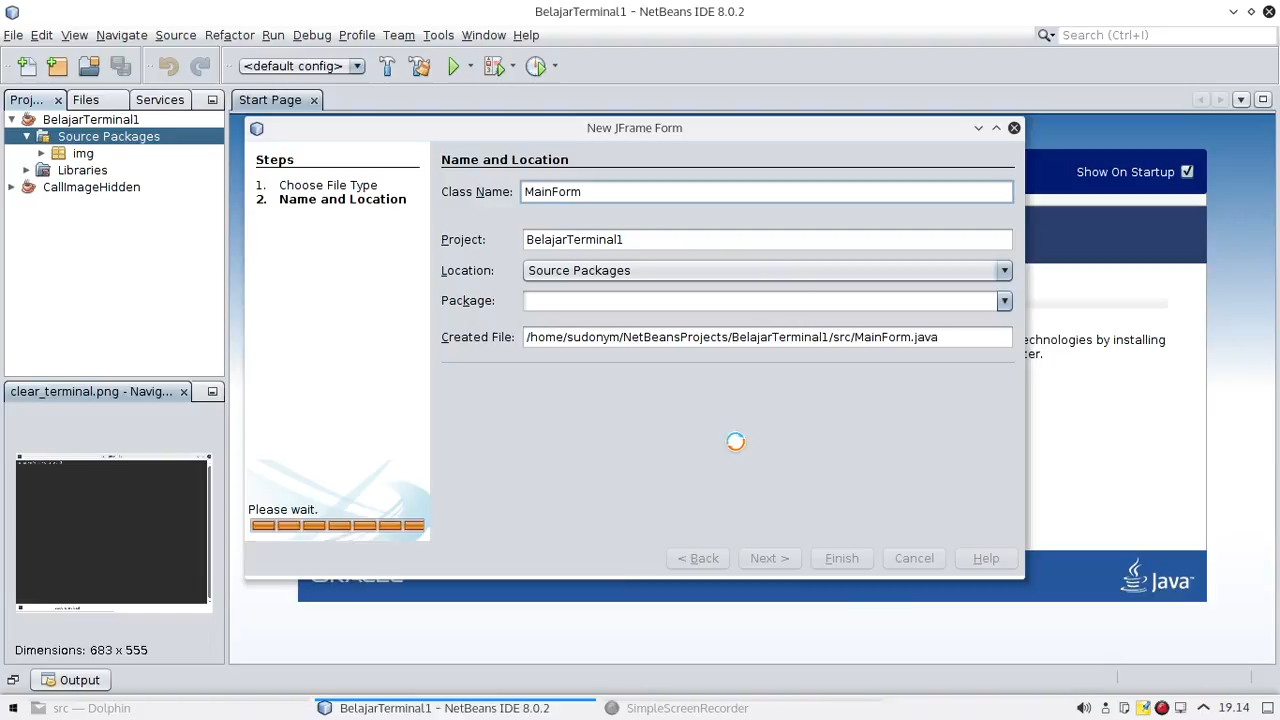 BelajarTerminal1 - NetBeans IDE 8.0.2
File Edit View Navigate Source Refactor Run Debug Profile Team Tools Window Help
Search (Ctrl+I)
<default config>
Proj... Files Services
Start Page
BelajarTerminal1
Source Packages
img
Libraries
CallImageHidden
New JFrame Form
Steps
1. Choose File Type
2. Name and Location
Name and Location
Class Name: MainForm
Project: BelajarTerminal1
Location: Source Packages
Package:
Created File: /home/sudonym/NetBeansProjects/BelajarTerminal1/src/MainForm.java
Please wait.
< Back Next > Finish Cancel Help
Show On Startup
echnologies by installing
er.
Java
clear_terminal.png - Navig...
Dimensions: 683 x 555
Output
src — Dolphin
BelajarTerminal1 - NetBeans IDE 8.0.2
SimpleScreenRecorder
19.14